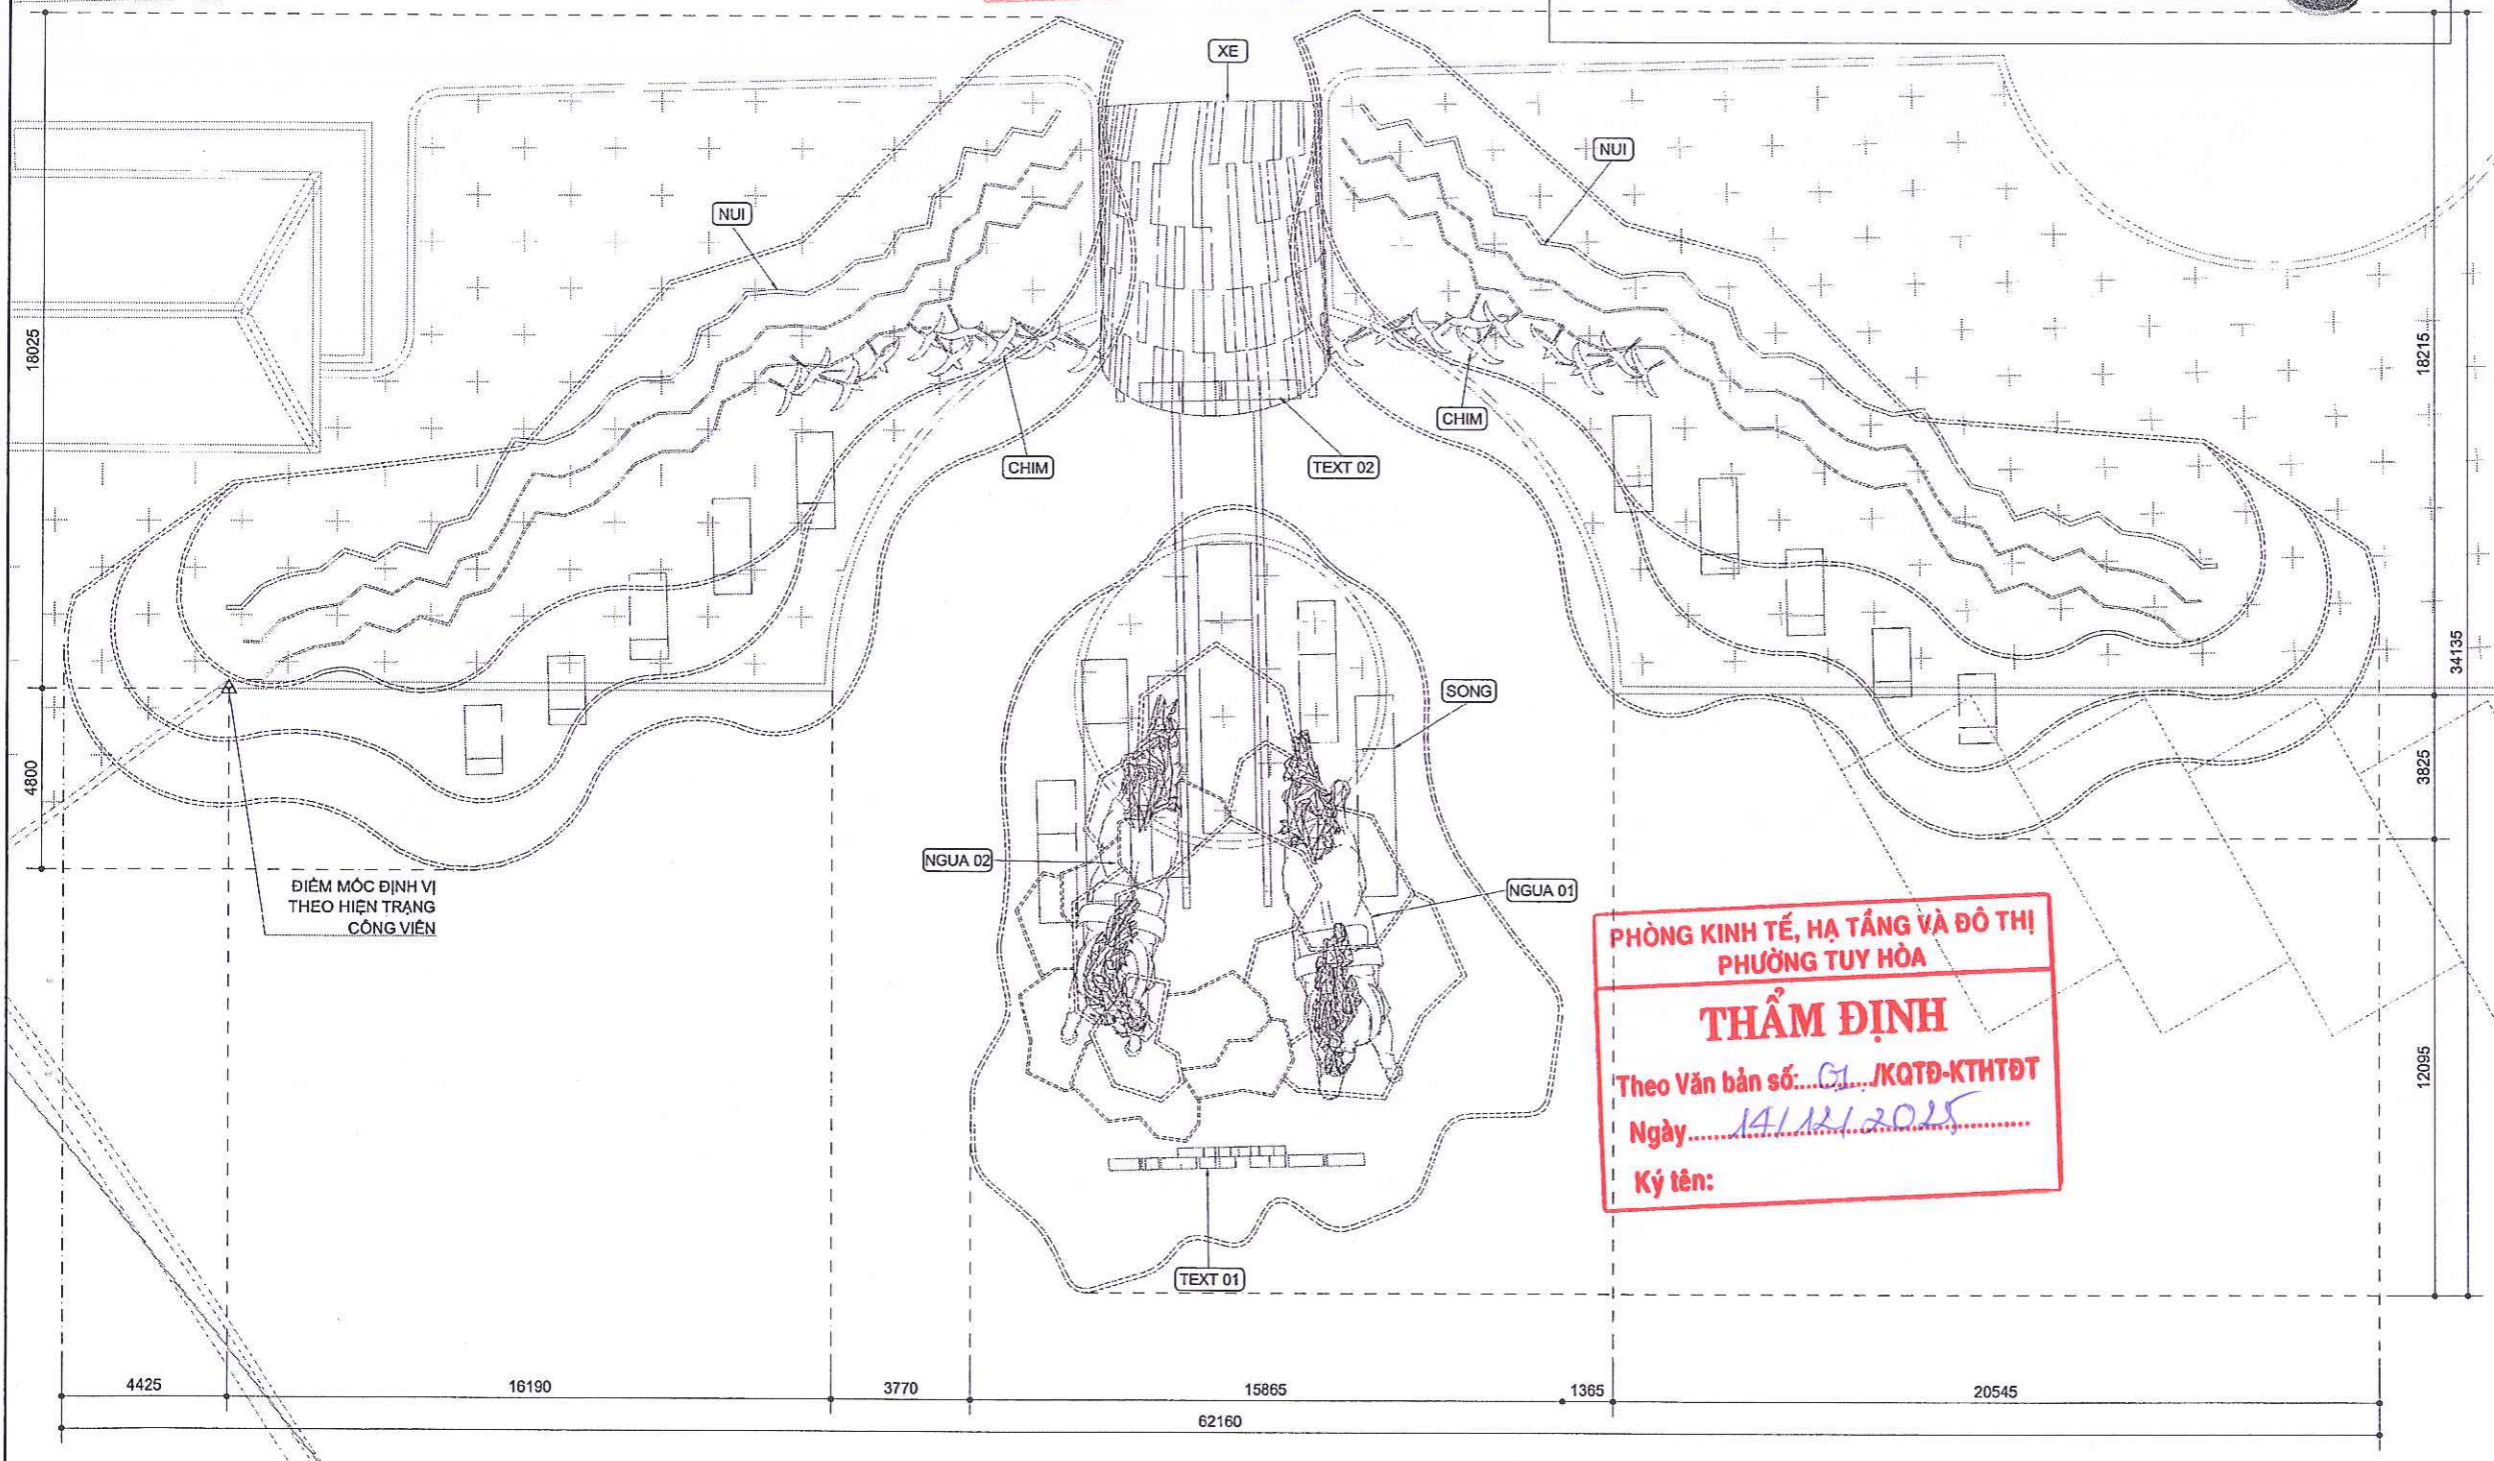 XE
NUI
NUI
18025
18215
CHIM
CHIM
TEXT 02
34135
SONG
4800
3825
NGUA 02
NGUA 01
ĐIỂM MỐC ĐỊNH VỊ
THEO HIỆN TRẠNG
CÔNG VIÊN
PHÒNG KINH TẾ, HẠ TẦNG VÀ ĐÔ THỊ
PHƯỜNG TUY HÒA
THẨM ĐỊNH
Theo Văn bản số:....01..../KQTĐ-KTHTĐT
Ngày....14/12/2025....
Ký tên:
12095
TEXT 01
4425
16190
3770
15865
1365
20545
62160